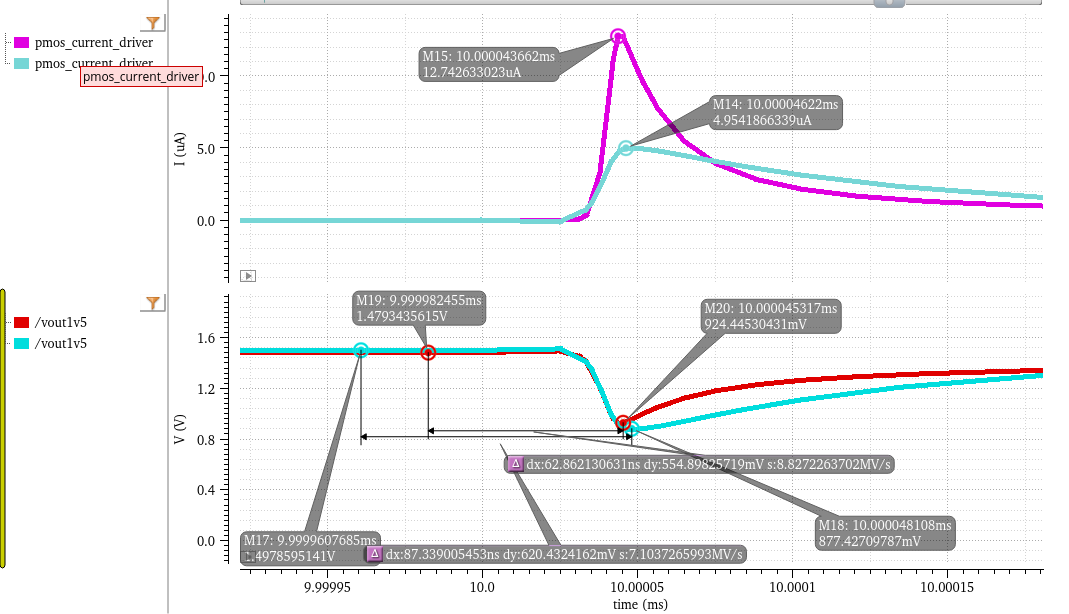 pmos_current_driver
pmos_current_driver
pmos_current_driver
M15: 10.000043662ms
12.742633023uA
M14: 10.00004622ms
4.9541866339uA
I (uA)
.0
5.0
0.0
/vout1v5
/vout1v5
M19: 9.999982455ms
1.4793435615V
M20: 10.000045317ms
924.44530431mV
V (V)
1.6
1.2
0.8
0.4
0.0
Δ dx:62.862130631ns dy:554.89825719mV s:8.8272263702MV/s
M18: 10.000048108ms
877.42709787mV
M17: 9.9999607685ms
1.4978595141V
Δ dx:87.339005453ns dy:620.4324162mV s:7.1037265993MV/s
9.99995
10.0
10.00005
10.0001
10.00015
time (ms)